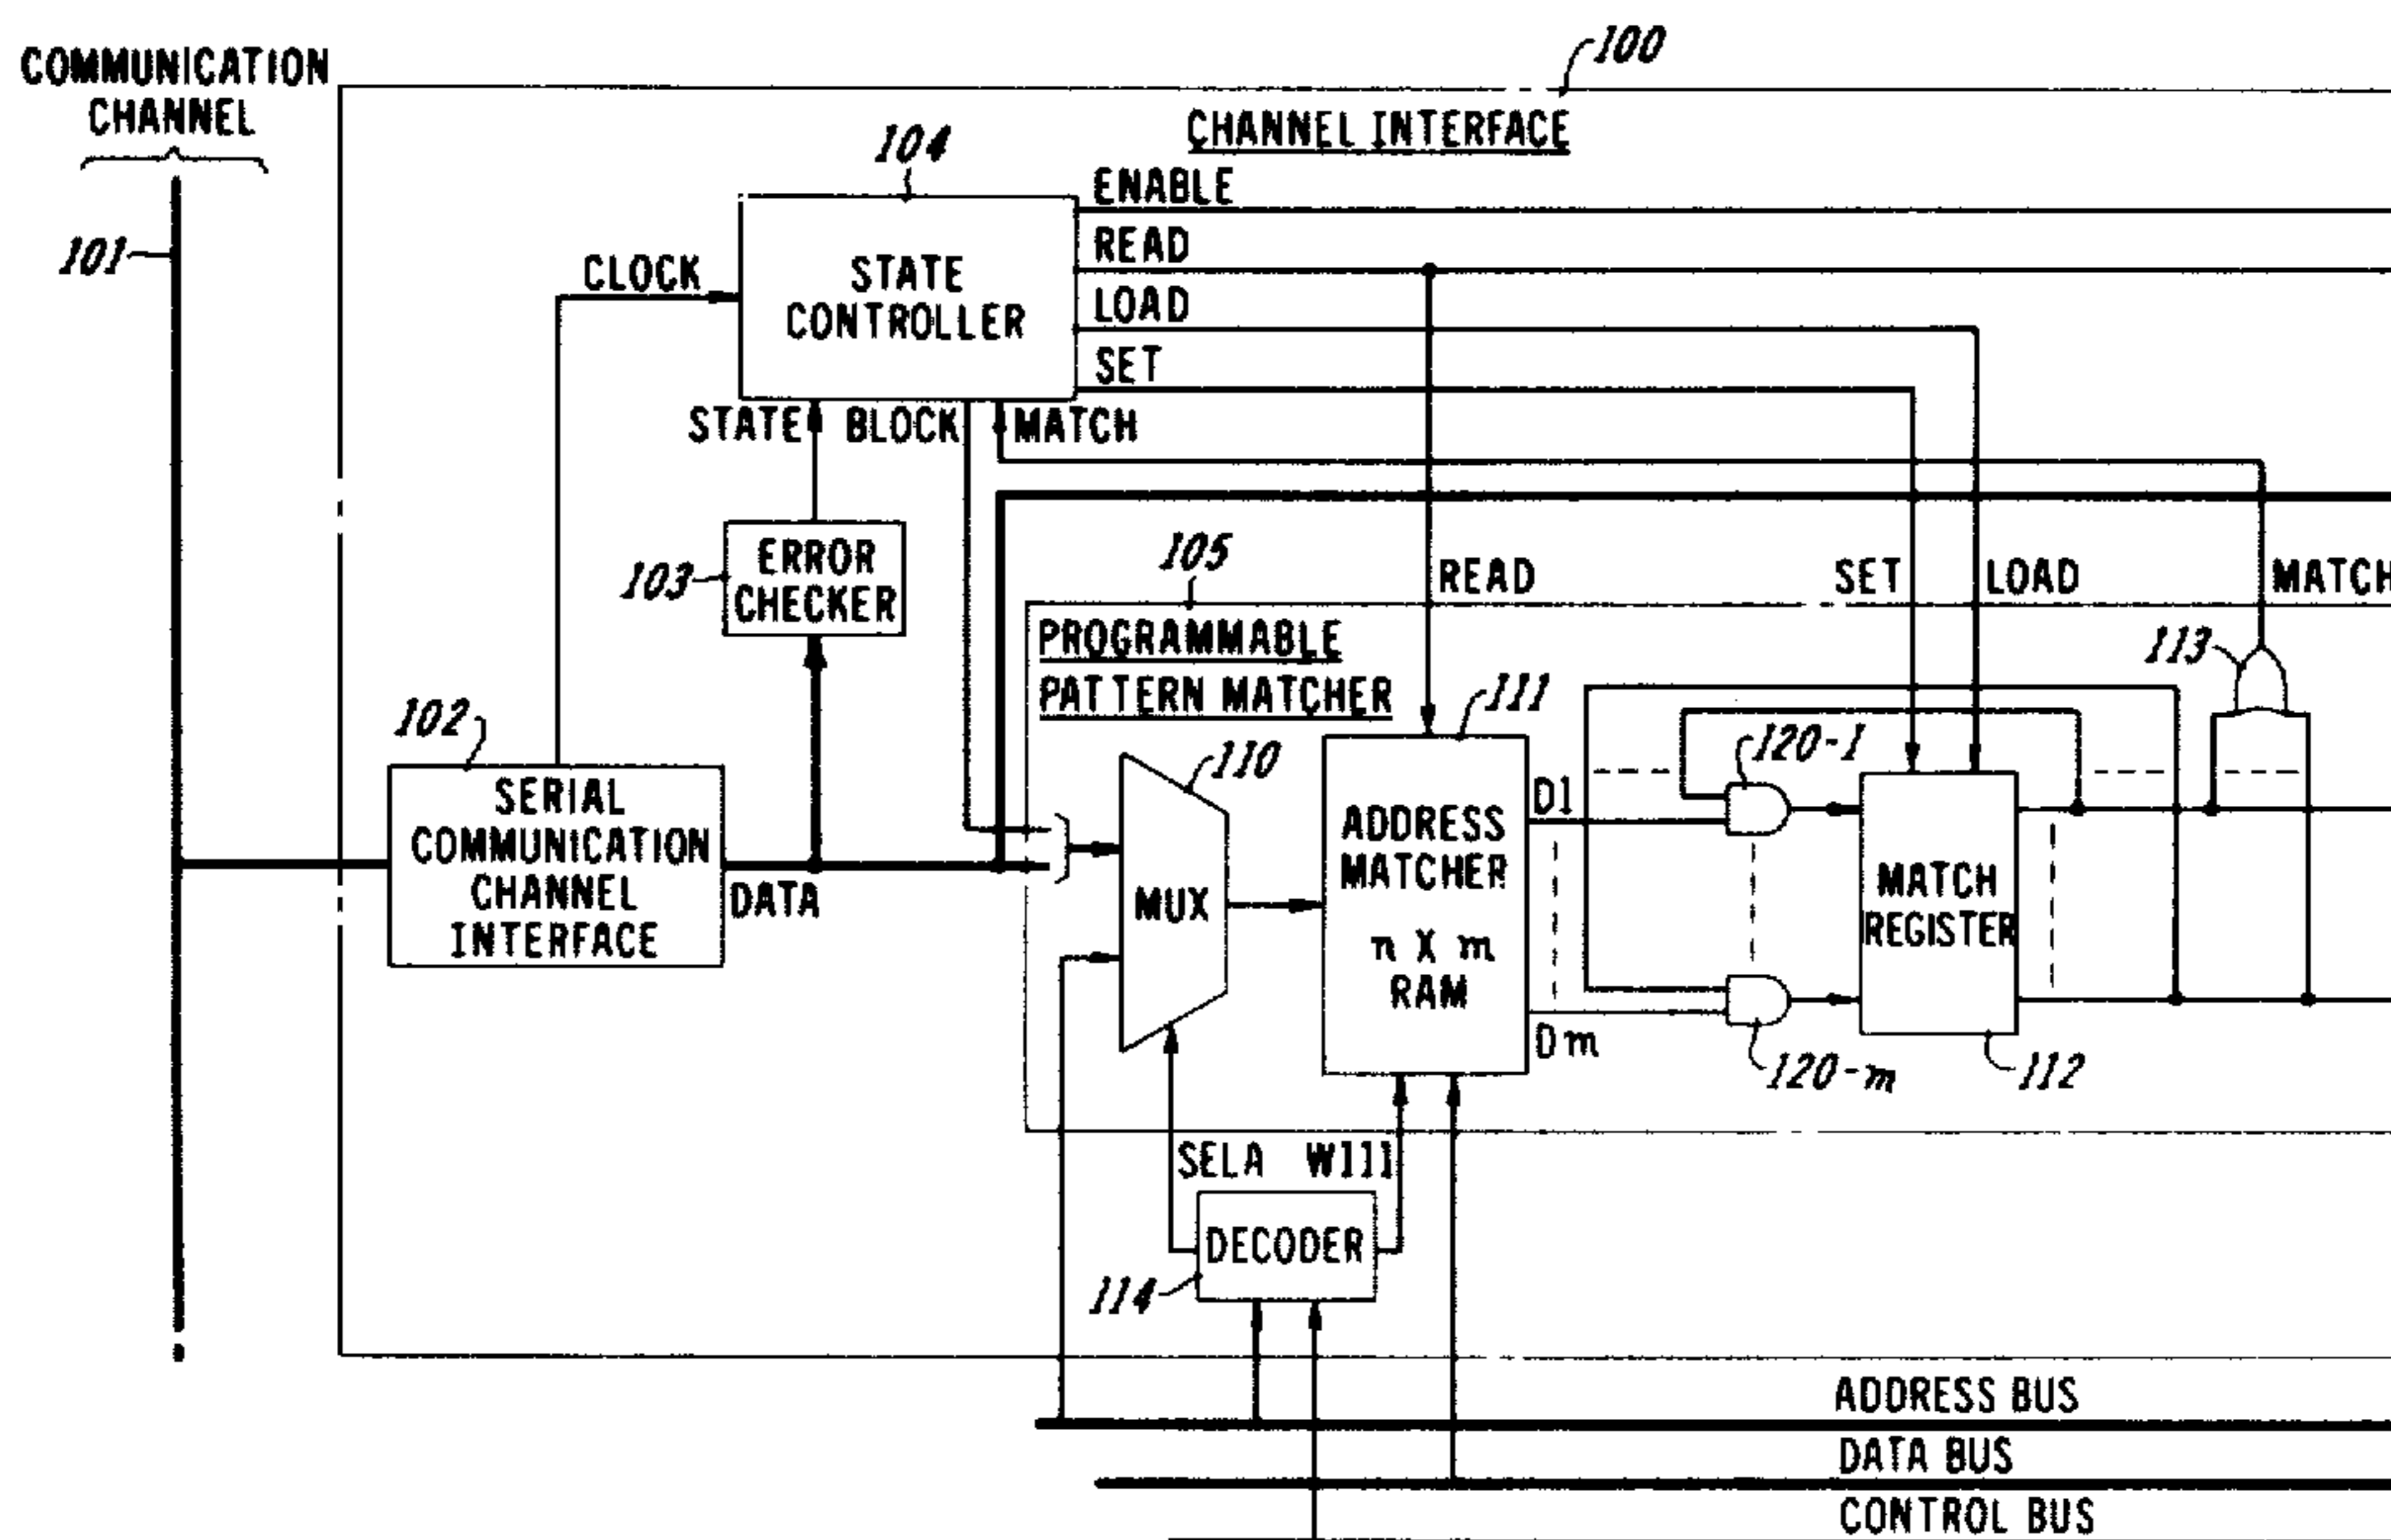 COMMUNICATION
CHANNEL
101
100
CHANNEL INTERFACE
104
STATE
CONTROLLER
CLOCK
ENABLE
READ
LOAD
SET
STATE
BLOCK
MATCH
103
ERROR
CHECKER
105
READ
SET
LOAD
MATCH
PROGRAMMABLE
PATTERN MATCHER
113
102
SERIAL
COMMUNICATION
CHANNEL
INTERFACE
DATA
110
MUX
111
ADDRESS
MATCHER
n X m
RAM
D1
Dm
120-1
120-m
MATCH
REGISTER
112
SELA
W111
DECODER
114
ADDRESS BUS
DATA BUS
CONTROL BUS